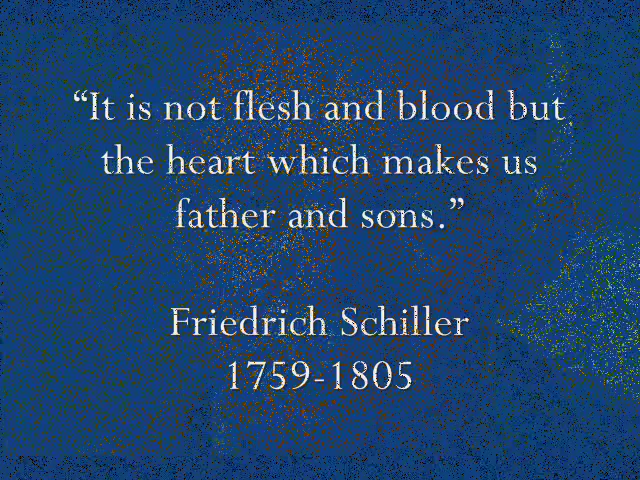 “It is not flesh and blood but
the heart which makes us
father and sons.”
Friedrich Schiller
1759-1805